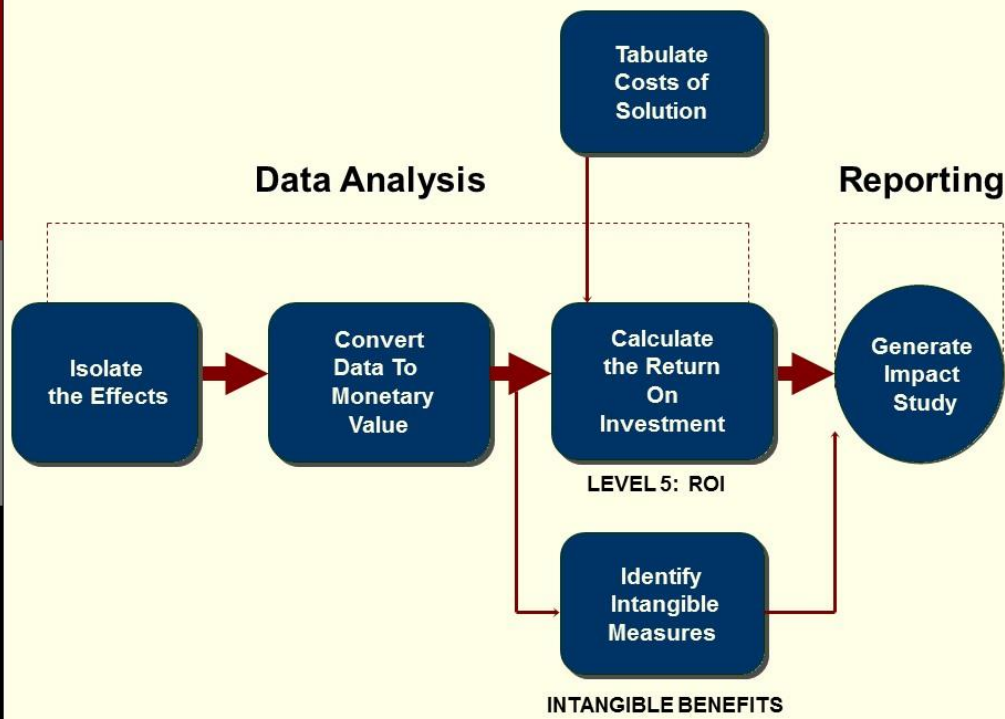 Tabulate
Costs of
Solution
Data Analysis
Reporting
Isolate
the Effects
Convert
Data To
Monetary
Value
Calculate
the Return
On
Investment
Generate
Impact
Study
LEVEL 5: ROI
Identify
Intangible
Measures
INTANGIBLE BENEFITS